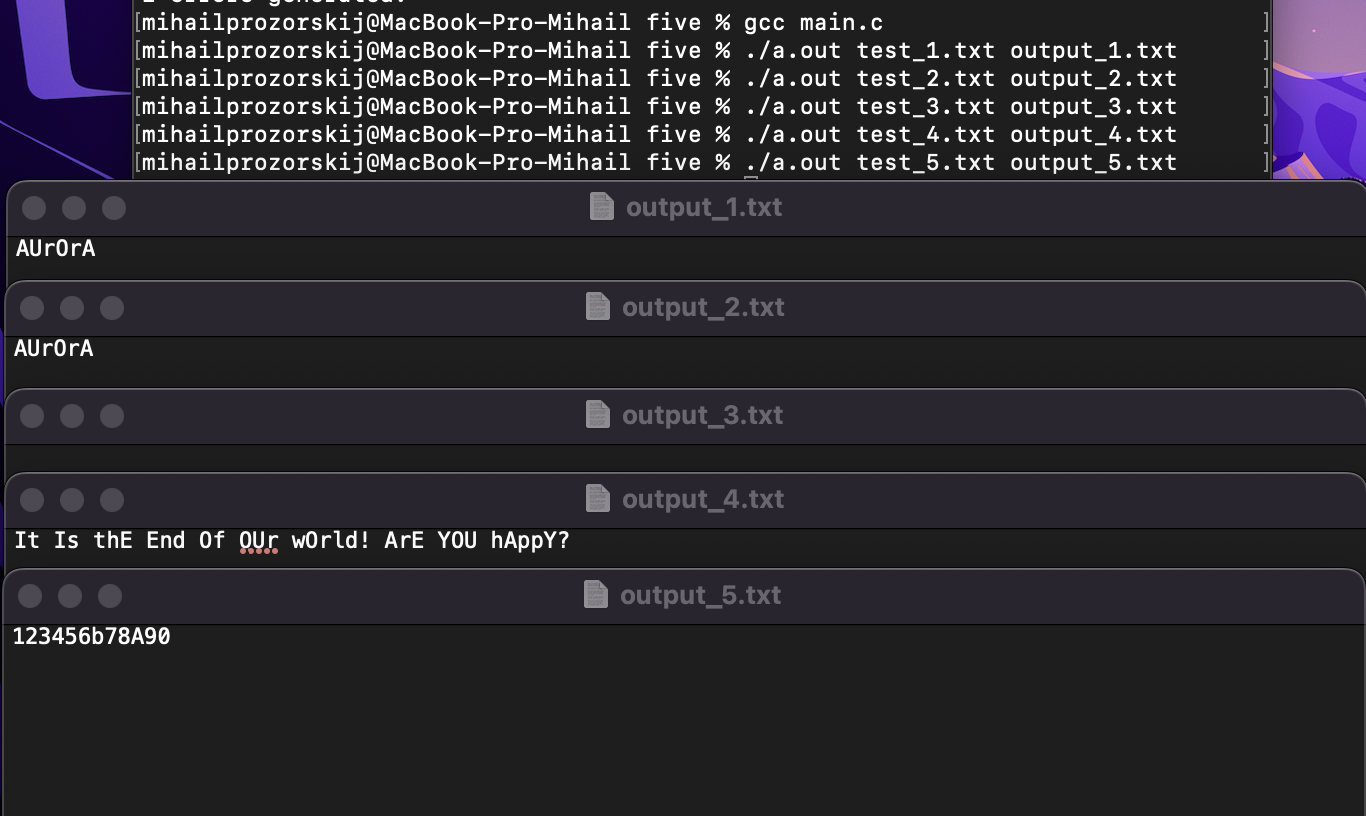 [mihailprozorskij@MacBook-Pro-Mihail five % gcc main.c ]
[mihailprozorskij@MacBook-Pro-Mihail five % ./a.out test_1.txt output_1.txt ]
[mihailprozorskij@MacBook-Pro-Mihail five % ./a.out test_2.txt output_2.txt ]
[mihailprozorskij@MacBook-Pro-Mihail five % ./a.out test_3.txt output_3.txt ]
[mihailprozorskij@MacBook-Pro-Mihail five % ./a.out test_4.txt output_4.txt ]
[mihailprozorskij@MacBook-Pro-Mihail five % ./a.out test_5.txt output_5.txt ]
output_1.txt
AUrOrA
output_2.txt
AUrOrA
output_3.txt
output_4.txt
It Is thE End Of OUr wOrld! ArE YOU hAppY?
output_5.txt
123456b78A90